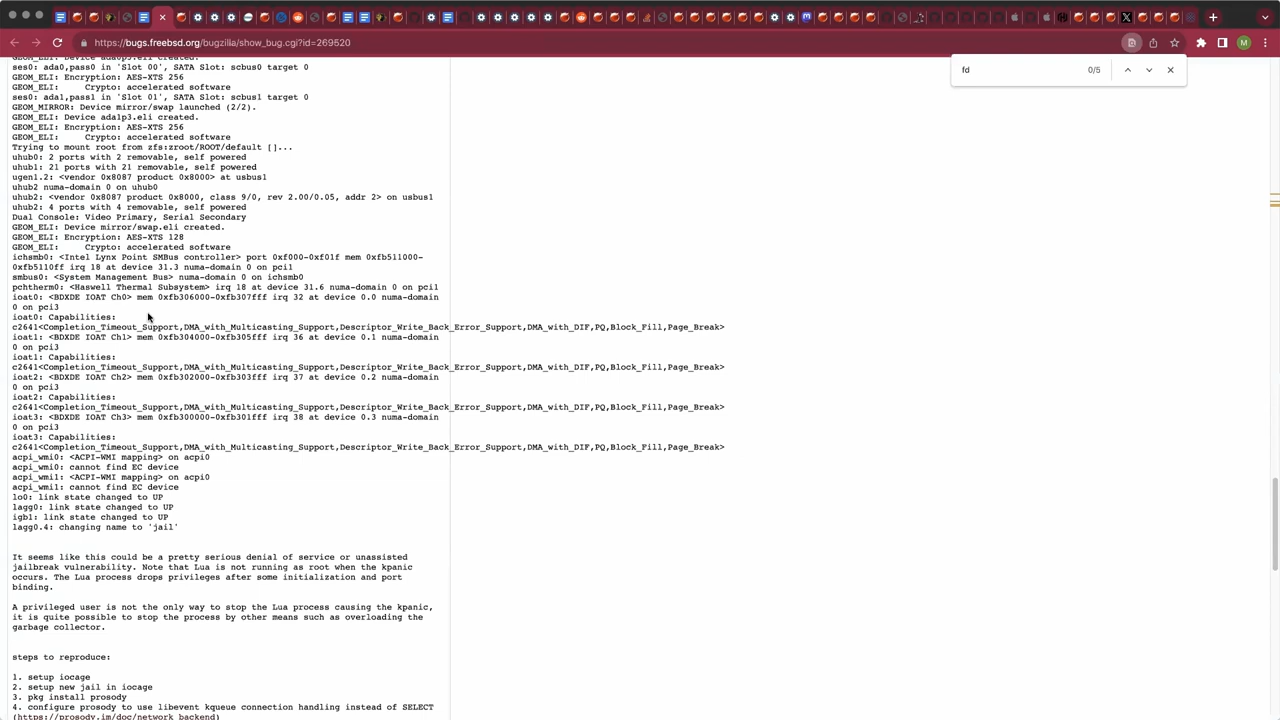 https://bugs.freebsd.org/bugzilla/show_bug.cgi?id=269520
M
fd
0/5
ses0: ada0,pass0 in 'Slot 00', SATA Slot: scbus0 target 0
GEOM_ELI: Encryption: AES-XTS 256
GEOM_ELI:     Crypto: accelerated software
ses0: ada1,pass1 in 'Slot 01', SATA Slot: scbus1 target 0
GEOM_MIRROR: Device mirror/swap launched (2/2).
GEOM_ELI: Device ada1p3.eli created.
GEOM_ELI: Encryption: AES-XTS 256
GEOM_ELI:     Crypto: accelerated software
Trying to mount root from zfs:zroot/ROOT/default []...
uhub0: 2 ports with 2 removable, self powered
uhub1: 21 ports with 21 removable, self powered
ugen1.2: <vendor 0x8087 product 0x8000> at usbus1
uhub2 numa-domain 0 on uhub0
uhub2: <vendor 0x8087 product 0x8000, class 9/0, rev 2.00/0.05, addr 2> on usbus1
uhub2: 4 ports with 4 removable, self powered
Dual Console: Video Primary, Serial Secondary
GEOM_ELI: Device mirror/swap.eli created.
GEOM_ELI: Encryption: AES-XTS 128
GEOM_ELI:     Crypto: accelerated software
ichsmb0: <Intel Lynx Point SMBus controller> port 0xf000-0xf01f mem 0xfb511000-
0xfb5110ff irq 18 at device 31.3 numa-domain 0 on pci1
smbus0: <System Management Bus> numa-domain 0 on ichsmb0
pchtherm0: <Haswell Thermal Subsystem> irq 18 at device 31.6 numa-domain 0 on pci1
ioat0: <BDXDE IOAT Ch0> mem 0xfb306000-0xfb307fff irq 32 at device 0.0 numa-domain
0 on pci3
ioat0: Capabilities:
c2641<Completion_Timeout_Support,DMA_with_Multicasting_Support,Descriptor_Write_Back_Error_Support,DMA_with_DIF,PQ,Block_Fill,Page_Break>
ioat1: <BDXDE IOAT Ch1> mem 0xfb304000-0xfb305fff irq 36 at device 0.1 numa-domain
0 on pci3
ioat1: Capabilities:
c2641<Completion_Timeout_Support,DMA_with_Multicasting_Support,Descriptor_Write_Back_Error_Support,DMA_with_DIF,PQ,Block_Fill,Page_Break>
ioat2: <BDXDE IOAT Ch2> mem 0xfb302000-0xfb303fff irq 37 at device 0.2 numa-domain
0 on pci3
ioat2: Capabilities:
c2641<Completion_Timeout_Support,DMA_with_Multicasting_Support,Descriptor_Write_Back_Error_Support,DMA_with_DIF,PQ,Block_Fill,Page_Break>
ioat3: <BDXDE IOAT Ch3> mem 0xfb300000-0xfb301fff irq 38 at device 0.3 numa-domain
0 on pci3
ioat3: Capabilities:
c2641<Completion_Timeout_Support,DMA_with_Multicasting_Support,Descriptor_Write_Back_Error_Support,DMA_with_DIF,PQ,Block_Fill,Page_Break>
acpi_wmi0: <ACPI-WMI mapping> on acpi0
acpi_wmi0: cannot find EC device
acpi_wmi1: <ACPI-WMI mapping> on acpi0
acpi_wmi1: cannot find EC device
lo0: link state changed to UP
lagg0: link state changed to UP
igb1: link state changed to UP
lagg0.4: changing name to 'jail'
It seems like this could be a pretty serious denial of service or unassisted
jailbreak vulnerability. Note that Lua is not running as root when the kpanic
occurs. The Lua process drops privileges after some initialization and port
binding.
A privileged user is not the only way to stop the Lua process causing the kpanic,
it is quite possible to stop the process by other means such as overloading the
garbage collector.
steps to reproduce:
1. setup iocage
2. setup new jail in iocage
3. pkg install prosody
4. configure prosody to use libevent kqueue connection handling instead of SELECT
(https://prosody.im/doc/network_backend)